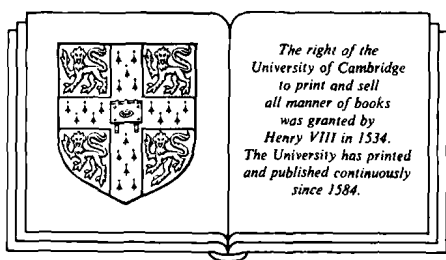 The right of the
University of Cambridge
to print and sell
all manner of books
was granted by
Henry VIII in 1534.
The University has printed
and published continuously
since 1584.